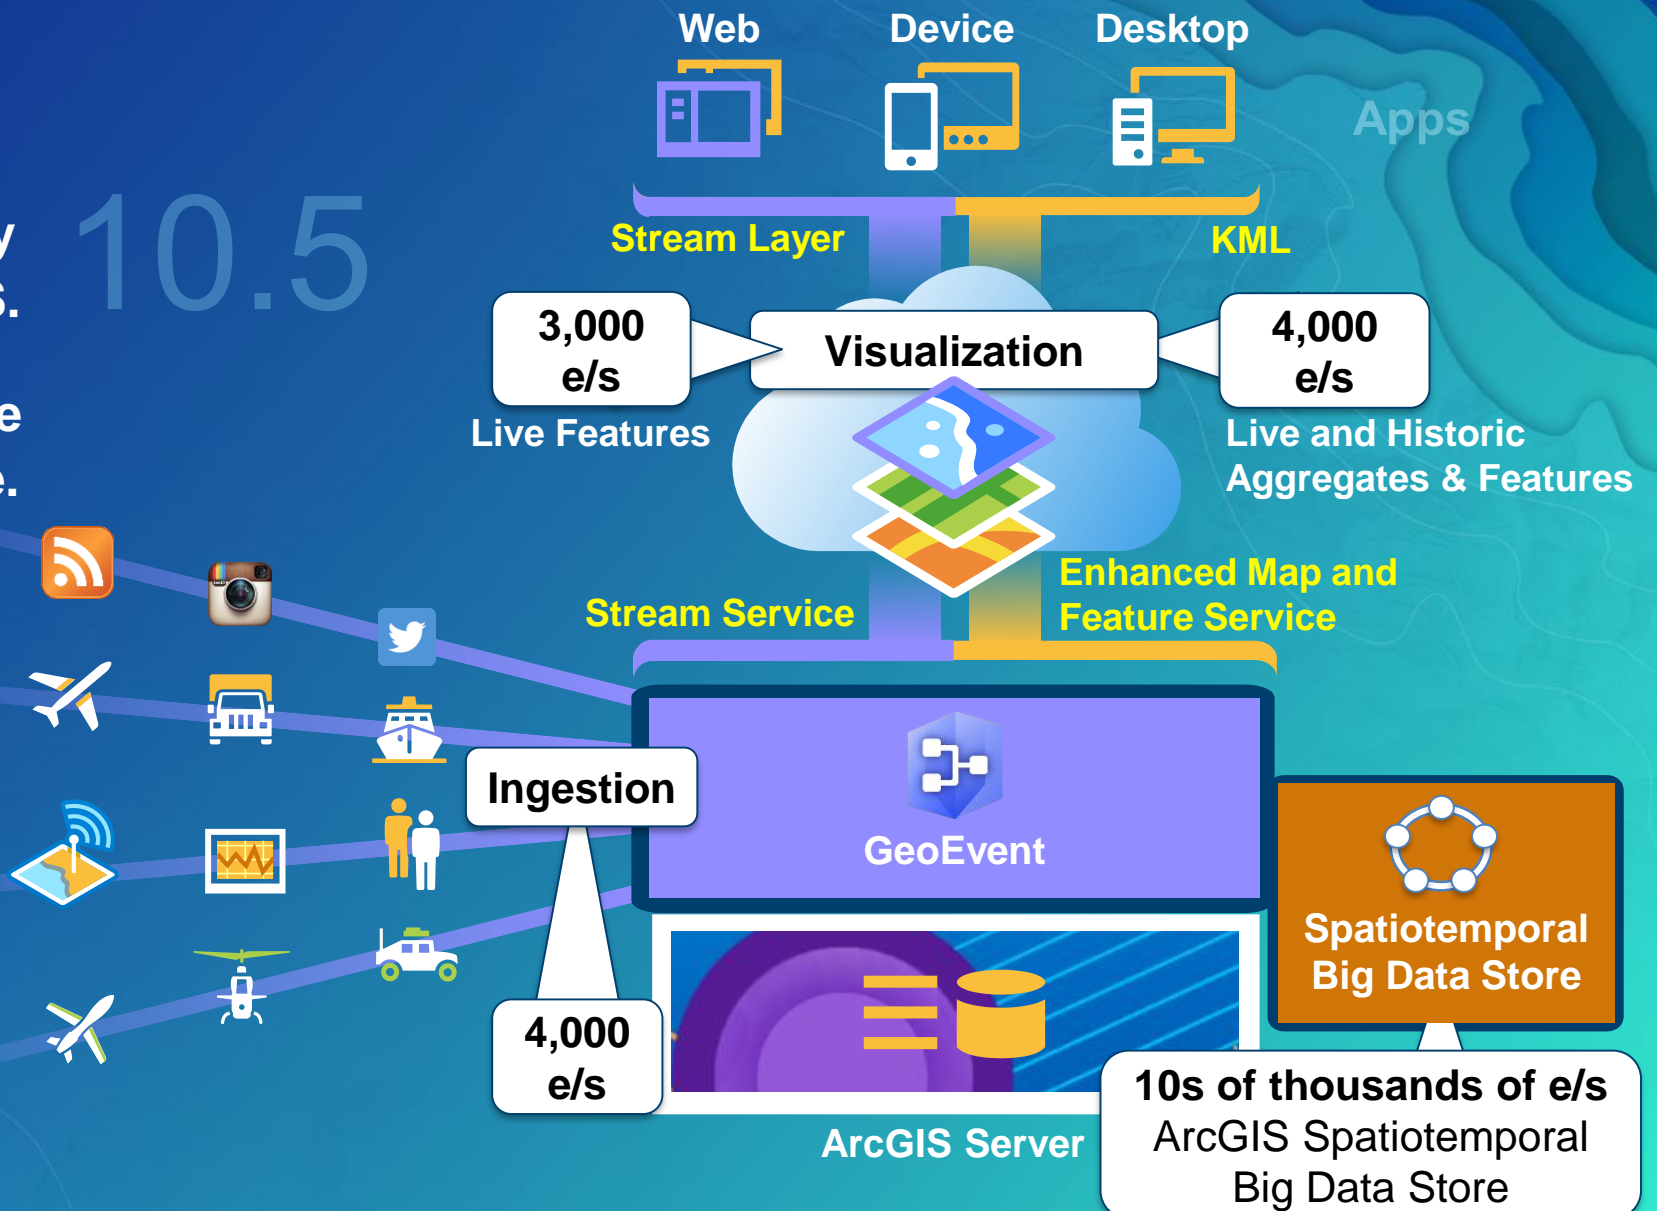 Web
Device
Desktop
Apps
10.5
y
s.
e
e.
Stream Layer
KML
3,000
e/s
Visualization
4,000
e/s
Live Features
Live and Historic
Aggregates & Features
Enhanced Map and
Feature Service
Stream Service
Ingestion
GeoEvent
Spatiotemporal
Big Data Store
4,000
e/s
10s of thousands of e/s
ArcGIS Spatiotemporal
Big Data Store
ArcGIS Server